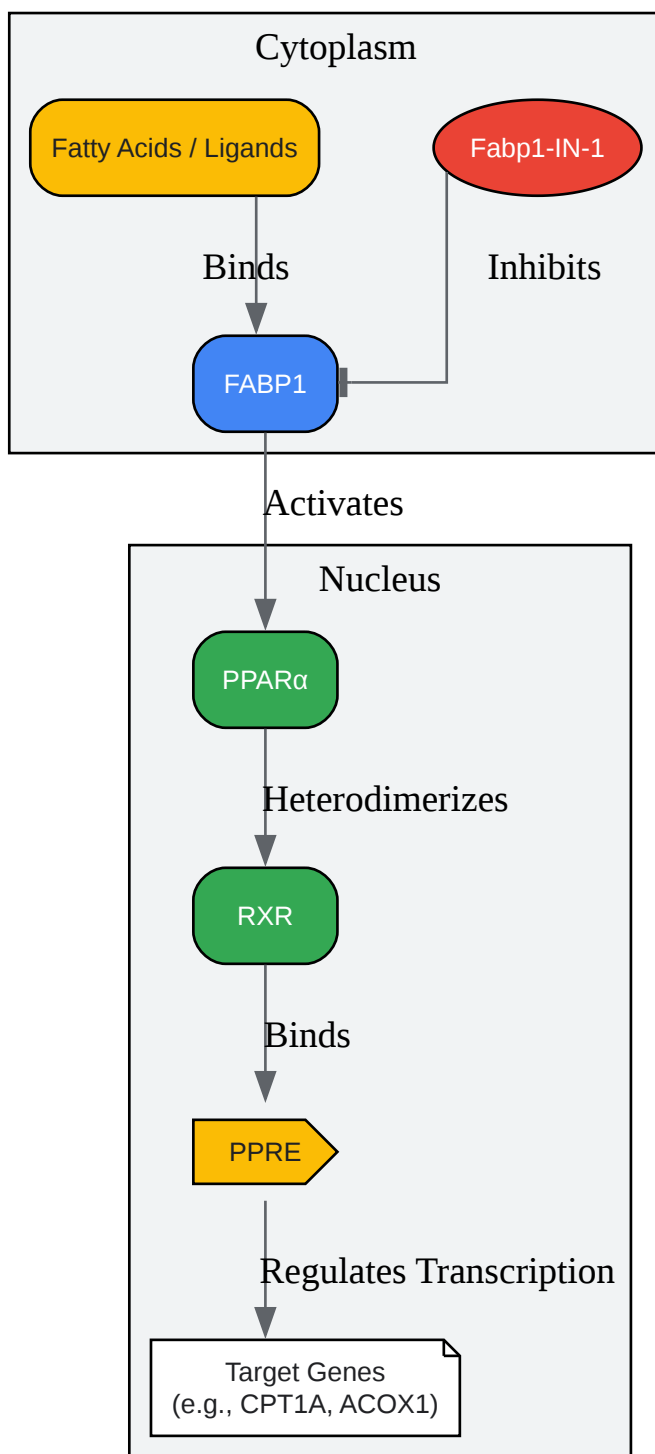 Cytoplasm
Fatty Acids / Ligands
Fabp1-IN-1
Binds
Inhibits
FABP1
Activates
Nucleus
PPARα
Heterodimerizes
RXR
Binds
PPRE
Regulates Transcription
Target Genes
(e.g., CPT1A, ACOX1)